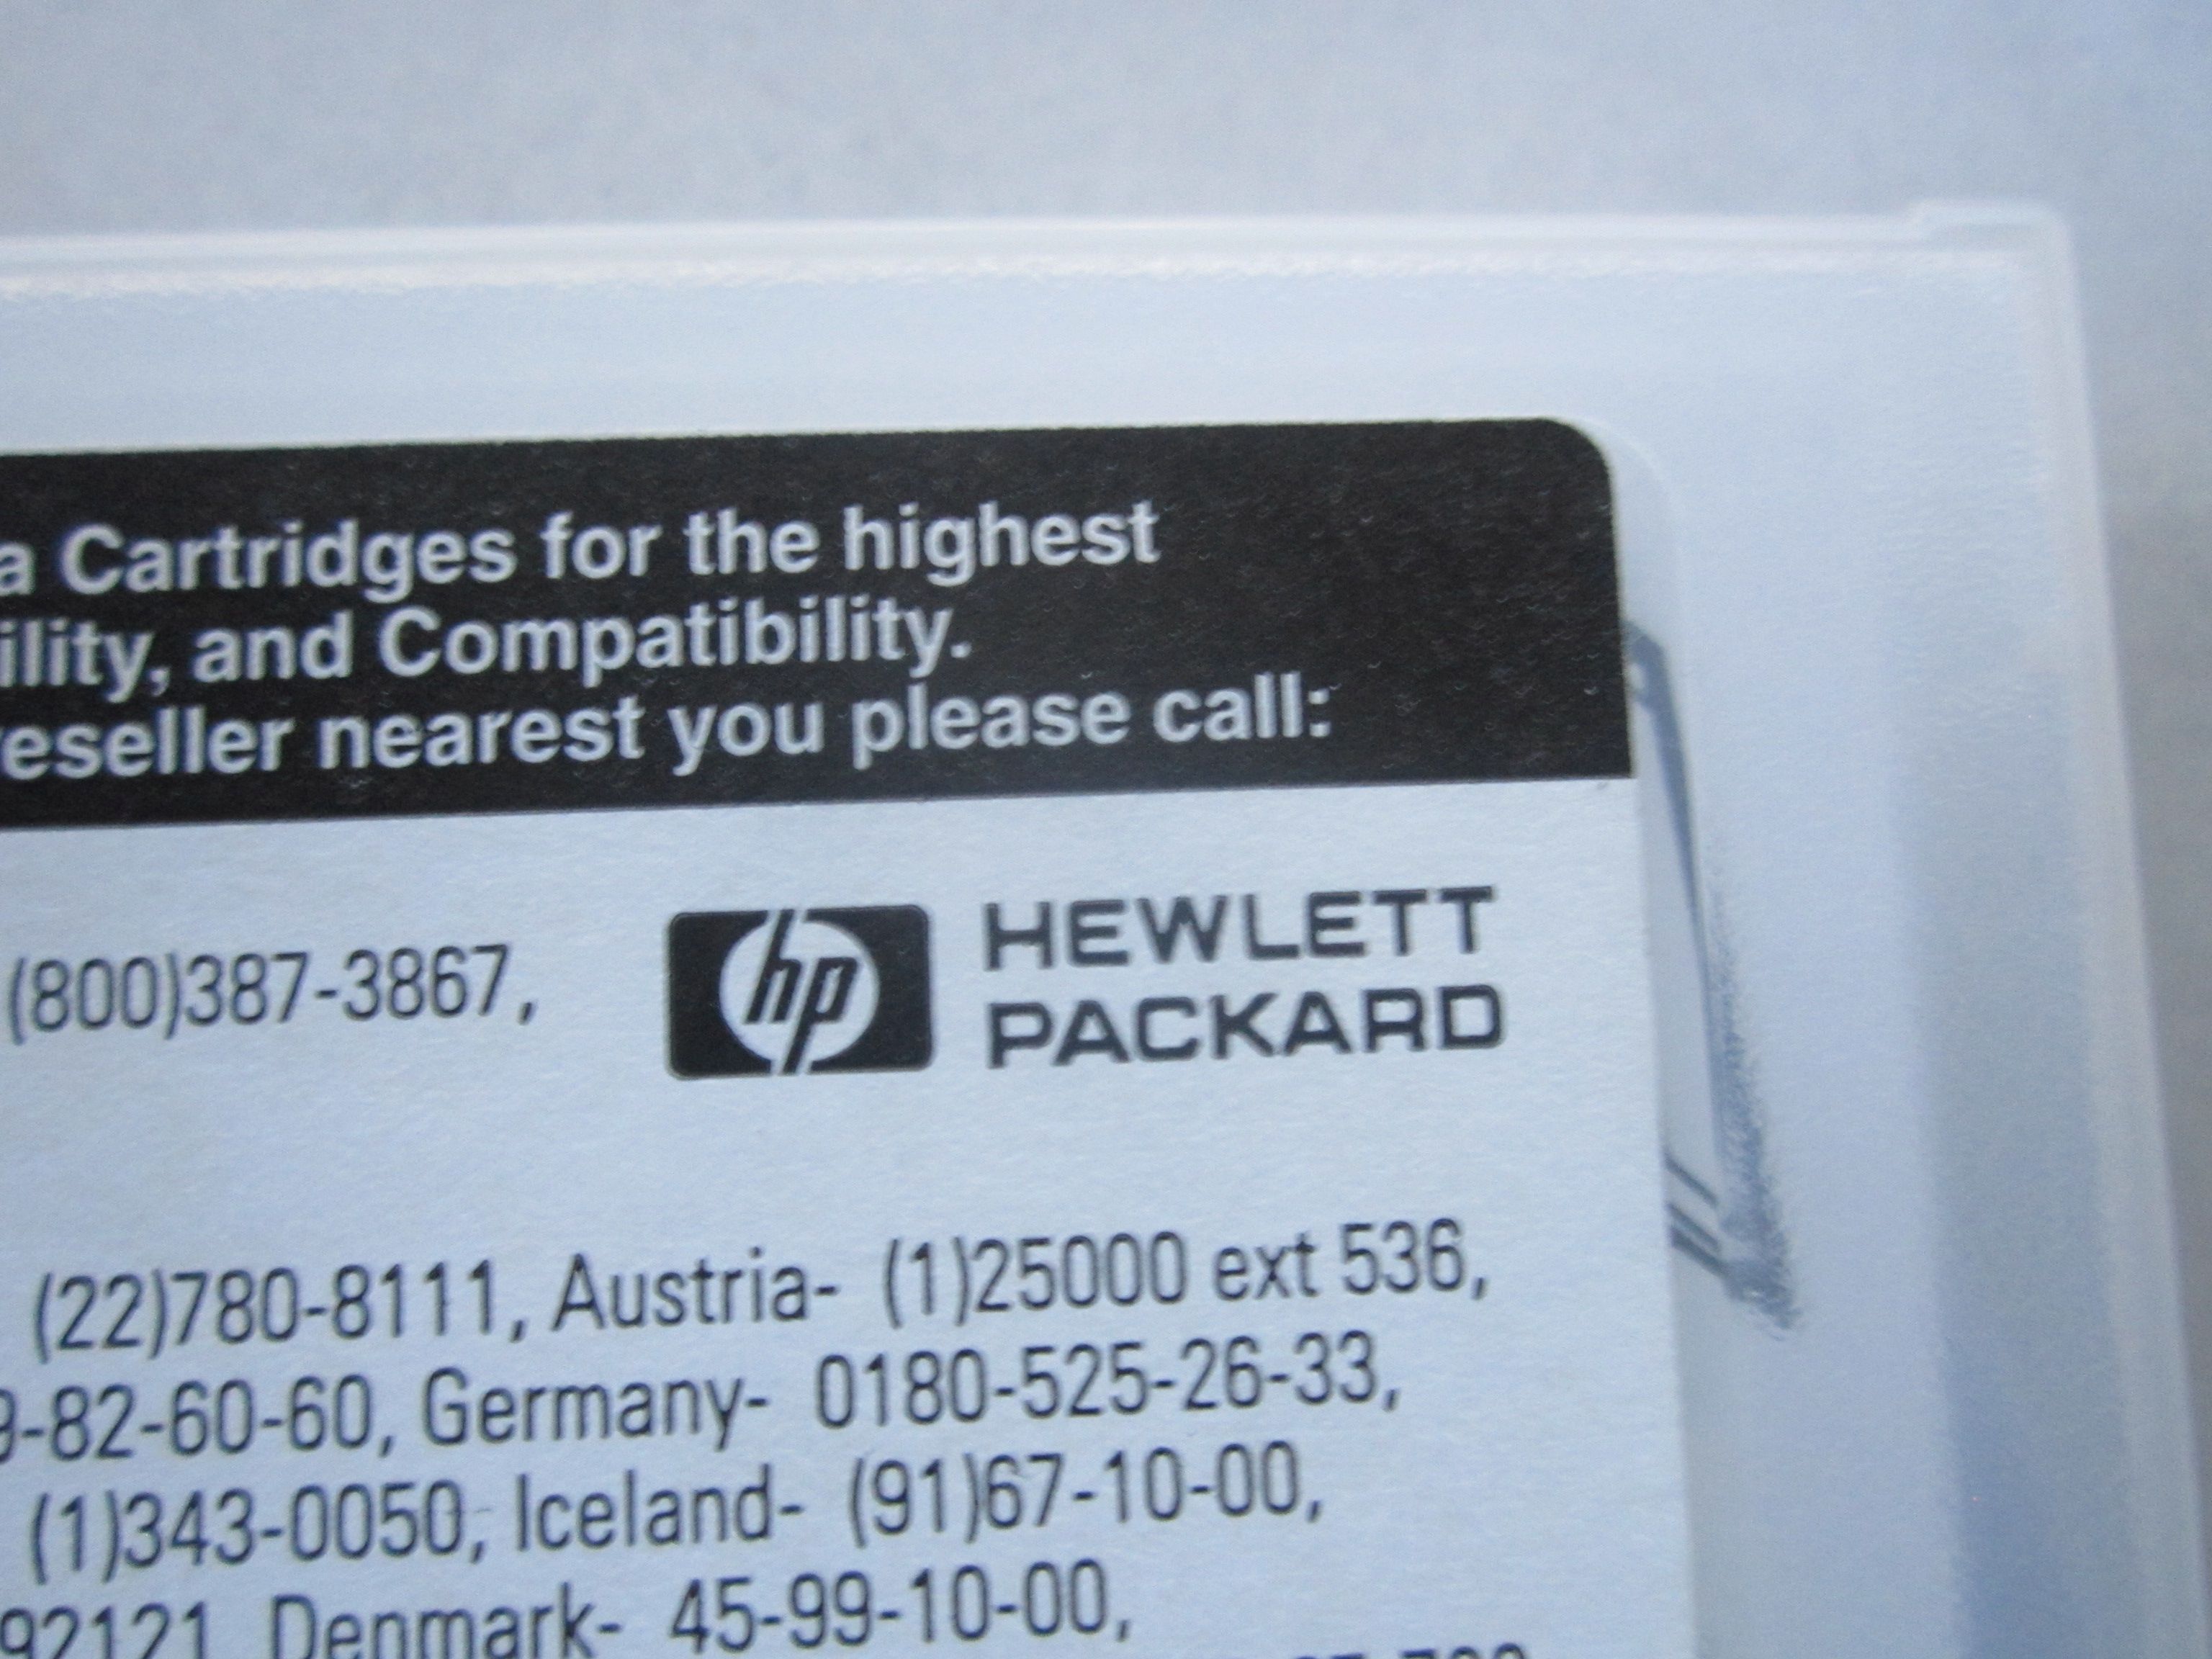 a Cartridges for the highest
ility, and Compatibility.
reseller nearest you please call:
(800)387-3867,
hp HEWLETT
PACKARD
(22)780-8111, Austria- (1)25000 ext 536,
9-82-60-60, Germany- 0180-525-26-33,
(1)343-0050, Iceland- (91)67-10-00,
92121, Denmark- 45-99-10-00,